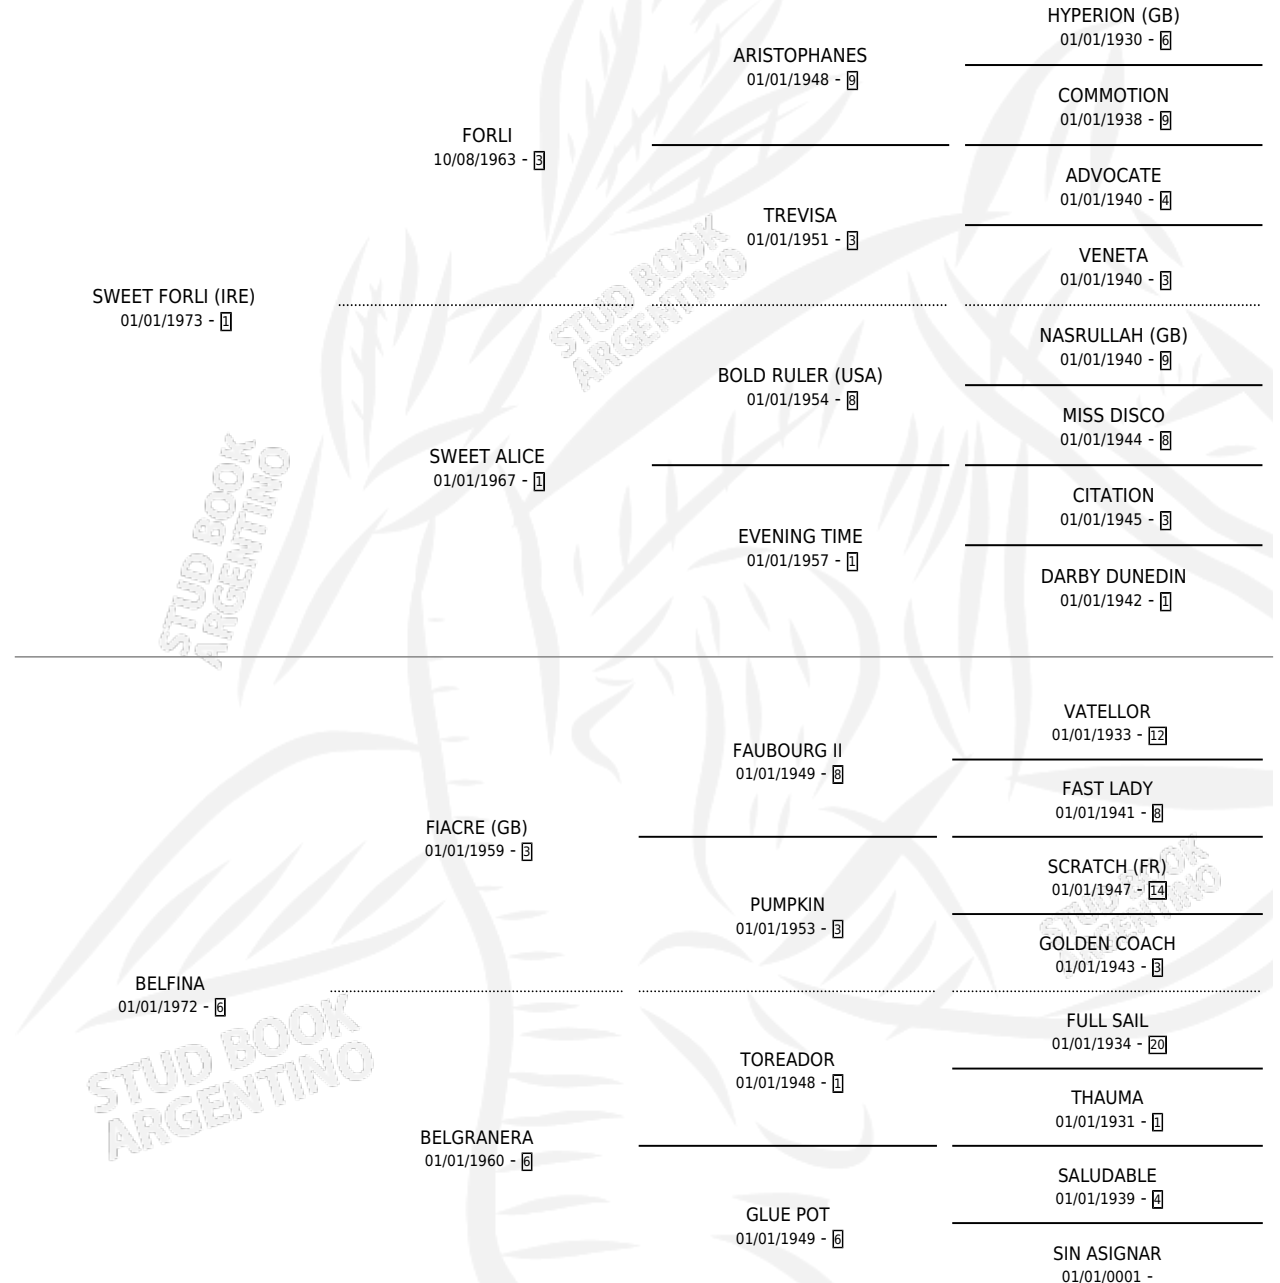 HYPERION (GB)
01/01/1930 - 6
ARISTOPHANES
01/01/1948 - 9
COMMOTION
01/01/1938 - 9
FORLI
10/08/1963 - 3
ADVOCATE
01/01/1940 - 4
TREVISA
01/01/1951 - 3
VENETA
01/01/1940 - 3
SWEET FORLI (IRE)
01/01/1973 - 1
NASRULLAH (GB)
01/01/1940 - 9
BOLD RULER (USA)
01/01/1954 - 8
MISS DISCO
01/01/1944 - 8
SWEET ALICE
01/01/1967 - 1
CITATION
01/01/1945 - 3
EVENING TIME
01/01/1957 - 1
DARBY DUNEDIN
01/01/1942 - 1
VATELLOR
01/01/1933 - 12
FAUBOURG II
01/01/1949 - 8
FAST LADY
01/01/1941 - 8
FIACRE (GB)
01/01/1959 - 3
SCRATCH (FR)
01/01/1947 - 14
PUMPKIN
01/01/1953 - 3
GOLDEN COACH
01/01/1943 - 3
BELFINA
01/01/1972 - 6
FULL SAIL
01/01/1934 - 20
TOREADOR
01/01/1948 - 1
THAUMA
01/01/1931 - 1
BELGRANERA
01/01/1960 - 6
SALUDABLE
01/01/1939 - 4
GLUE POT
01/01/1949 - 6
SIN ASIGNAR
01/01/0001 -
STUD BOOK
ARGENTINO
STUD BOOK
ARGENTINO
STUD BOOK
ARGENTINO
STUD BOOK
ARGENTINO